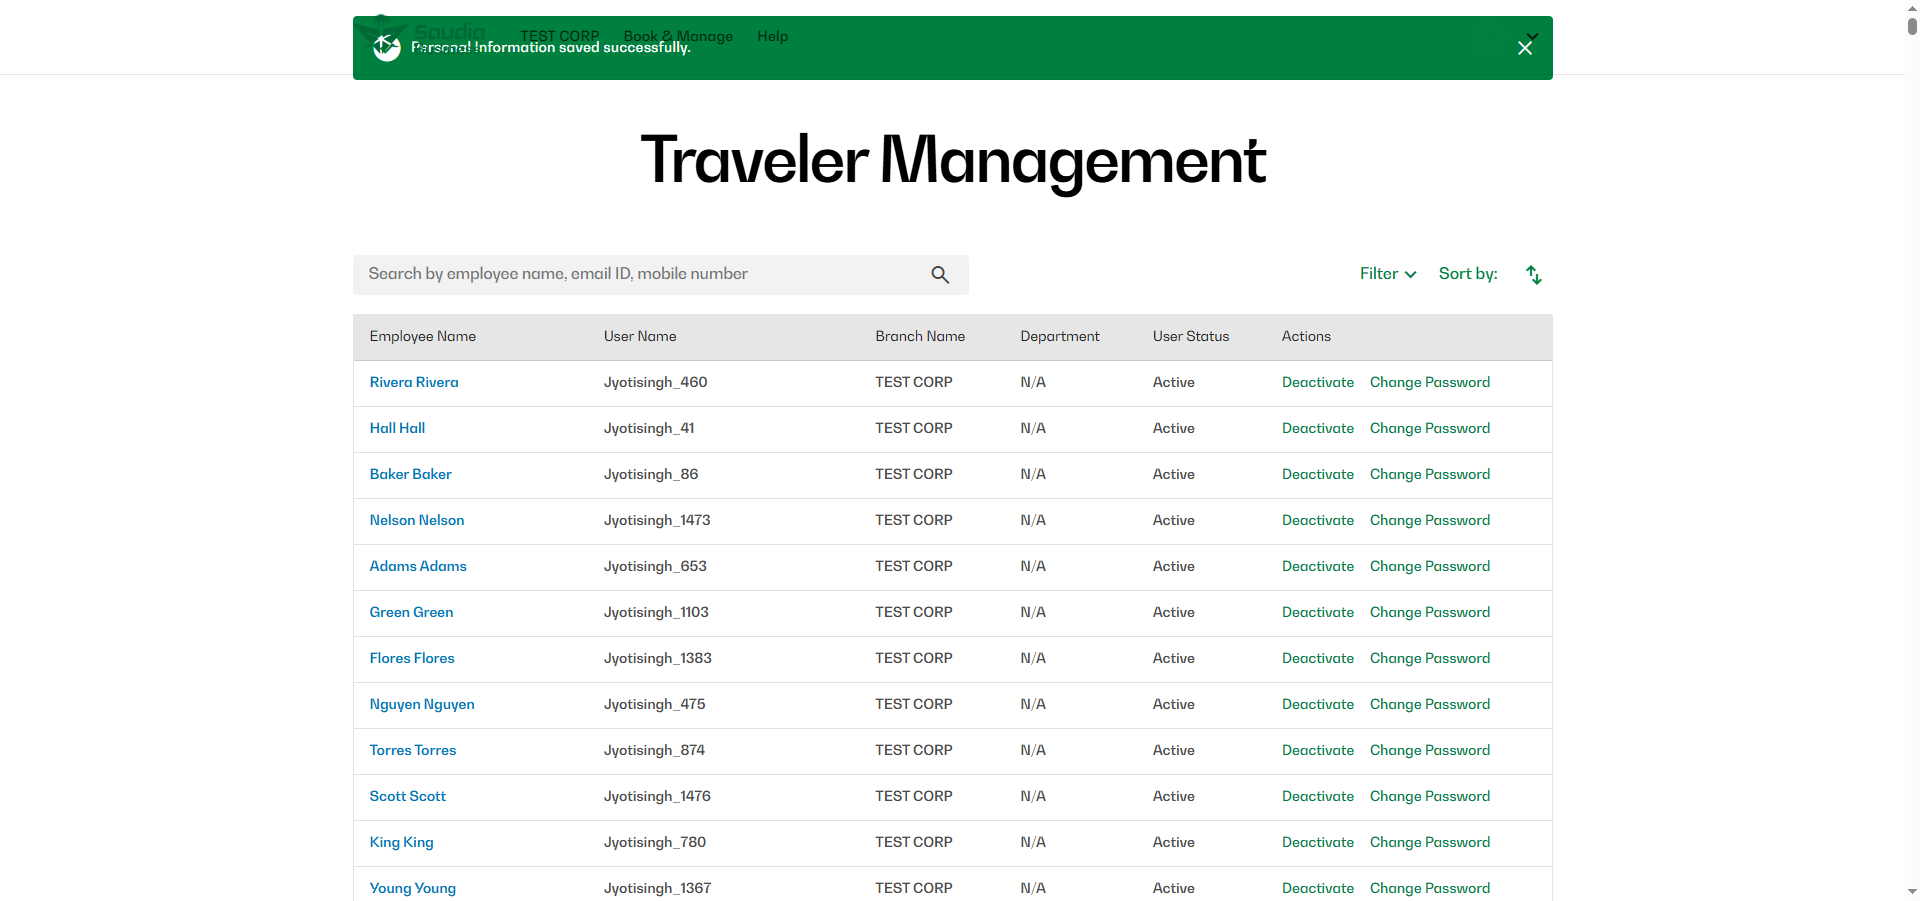 Saudia
TEST CORP Book & Manage Help
Personal Information saved successfully.
Traveler Management
Search by employee name, email ID, mobile number
Filter Sort by:
Employee Name User Name Branch Name Department User Status Actions
Rivera Rivera Jyotisingh_460 TEST CORP N/A Active Deactivate Change Password
Hall Hall Jyotisingh_41 TEST CORP N/A Active Deactivate Change Password
Baker Baker Jyotisingh_86 TEST CORP N/A Active Deactivate Change Password
Nelson Nelson Jyotisingh_1473 TEST CORP N/A Active Deactivate Change Password
Adams Adams Jyotisingh_653 TEST CORP N/A Active Deactivate Change Password
Green Green Jyotisingh_1103 TEST CORP N/A Active Deactivate Change Password
Flores Flores Jyotisingh_1383 TEST CORP N/A Active Deactivate Change Password
Nguyen Nguyen Jyotisingh_475 TEST CORP N/A Active Deactivate Change Password
Torres Torres Jyotisingh_874 TEST CORP N/A Active Deactivate Change Password
Scott Scott Jyotisingh_1476 TEST CORP N/A Active Deactivate Change Password
King King Jyotisingh_780 TEST CORP N/A Active Deactivate Change Password
Young Young Jyotisingh_1367 TEST CORP N/A Active Deactivate Change Password